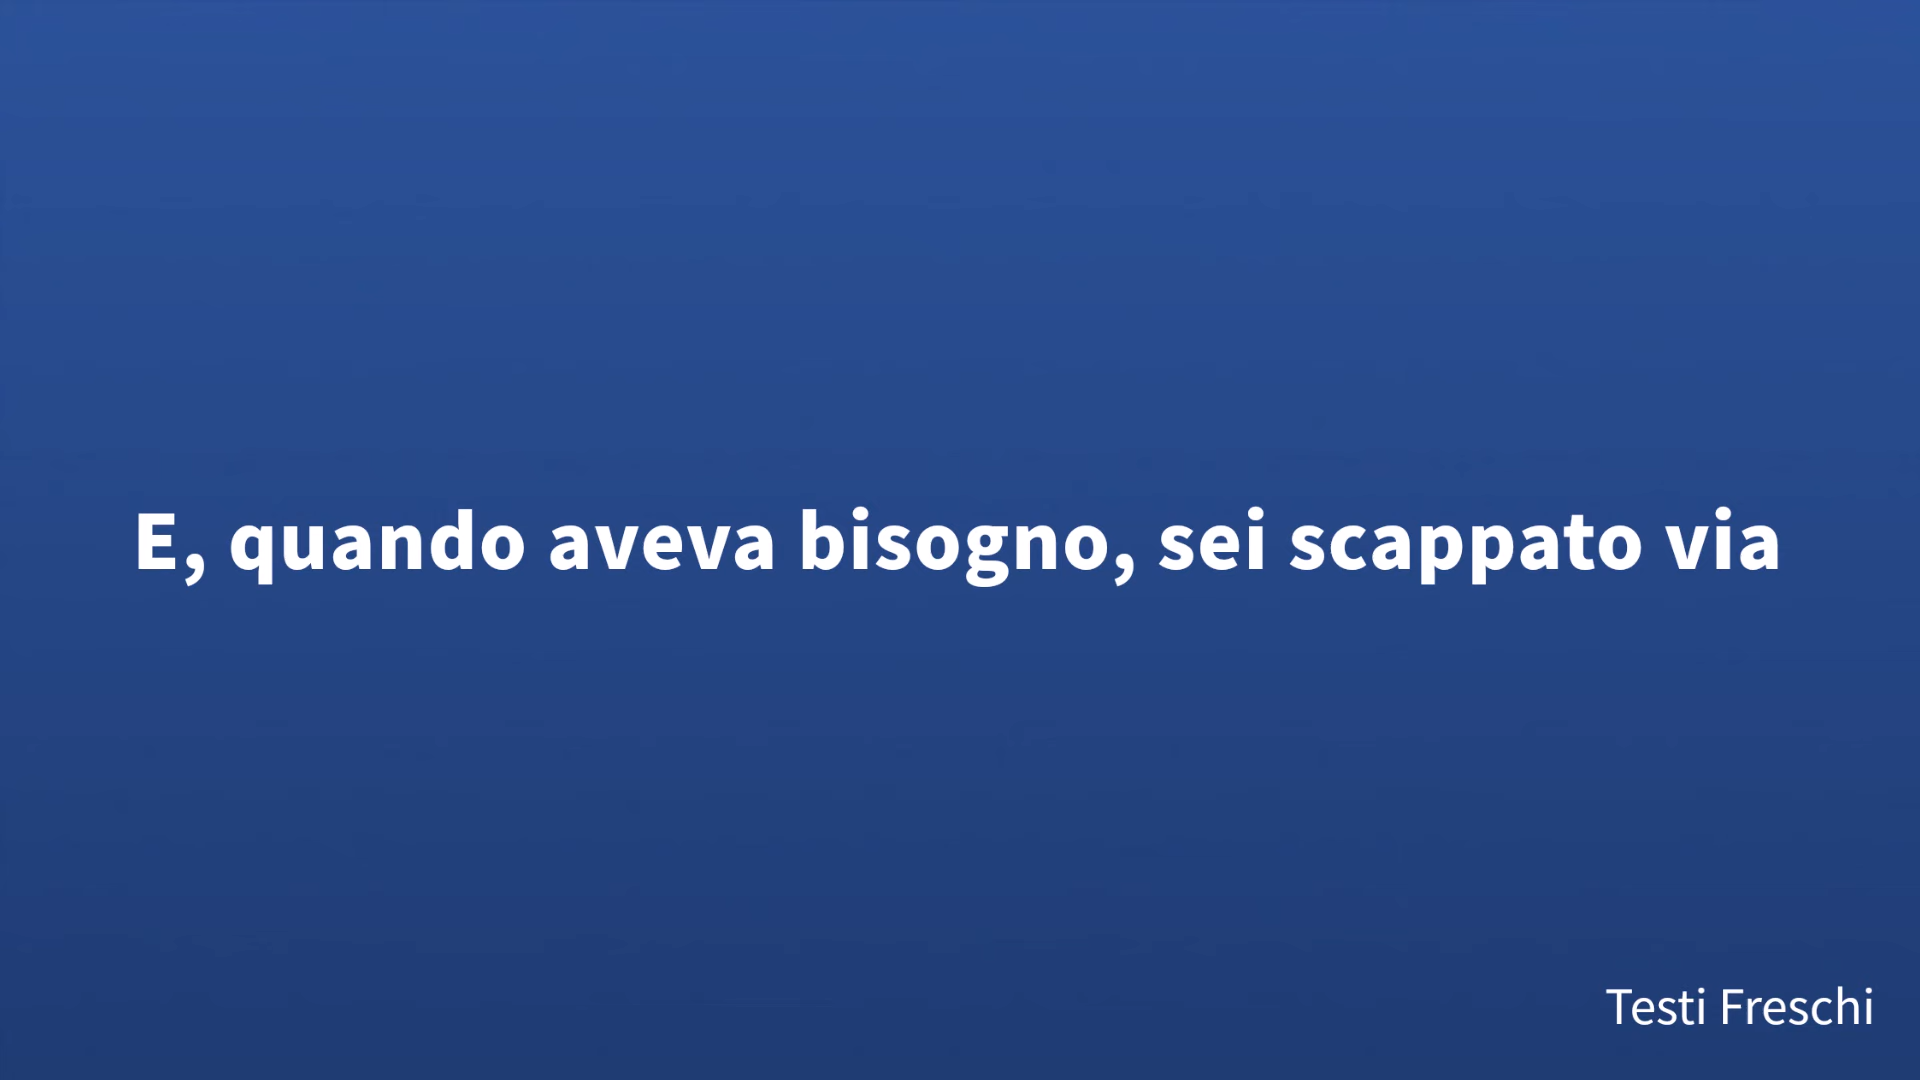 E, quando aveva bisogno, sei scappato via
Testi Freschi